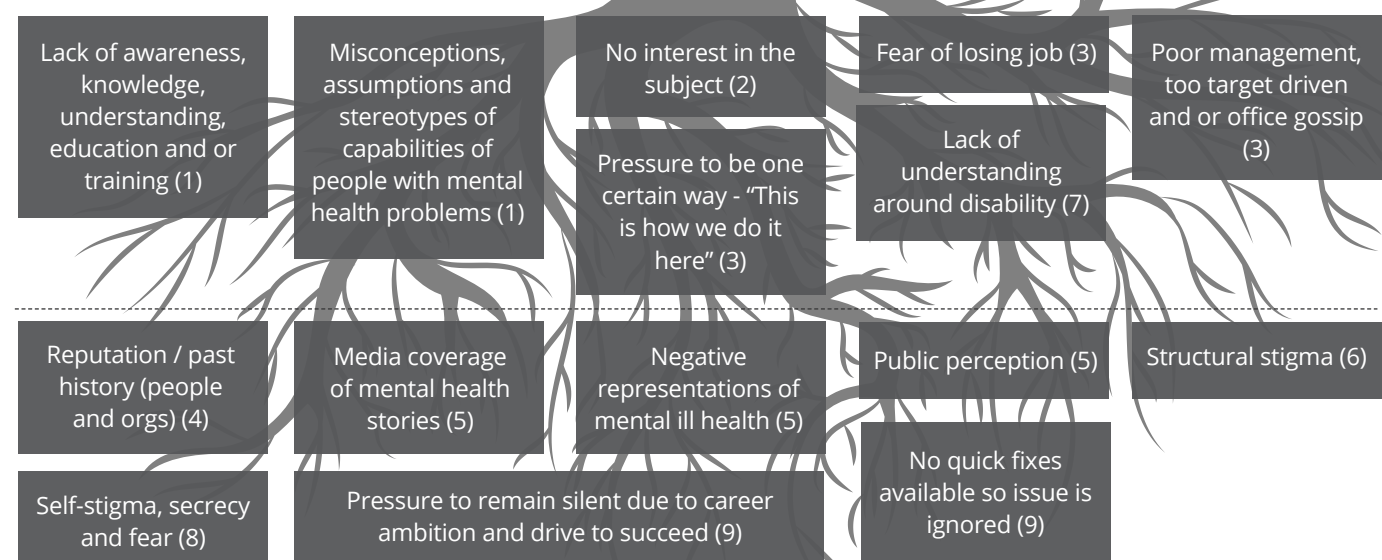 Lack of awareness,
knowledge,
understanding,
education and or
training (1)
Misconceptions,
assumptions and
stereotypes of
capabilities of
people with mental
health problems (1)
No interest in the
subject (2)
Pressure to be one
certain way - “This
is how we do it
here” (3)
Fear of losing job (3)
Lack of
understanding
around disability (7)
Poor management,
too target driven
and or office gossip
(3)
Reputation / past
history (people
and orgs) (4)
Media coverage
of mental health
stories (5)
Negative
representations of
mental ill health (5)
Public perception (5)
Structural stigma (6)
Self-stigma, secrecy
and fear (8)
Pressure to remain silent due to career
ambition and drive to succeed (9)
No quick fixes
available so issue is
ignored (9)